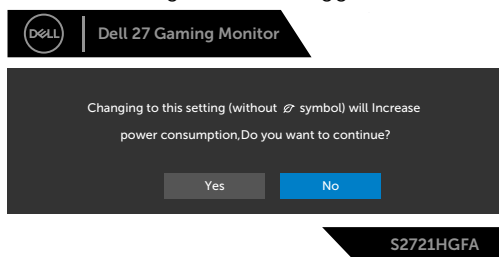 DELL
Dell 27 Gaming Monitor
Changing to this setting (without symbol) will Increase
power consumption,Do you want to continue?
Yes
No
S2721HGFA